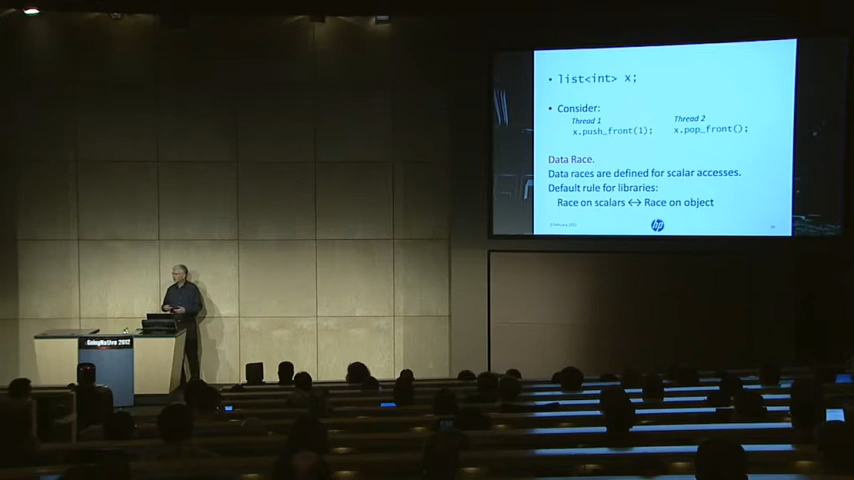 • list<int> x;
• Consider:
Thread 1 Thread 2
x.push_front(1); x.pop_front();
Data Race.
Data races are defined for scalar accesses.
Default rule for libraries:
Race on scalars ↔ Race on object
hp
GoingNative 2012